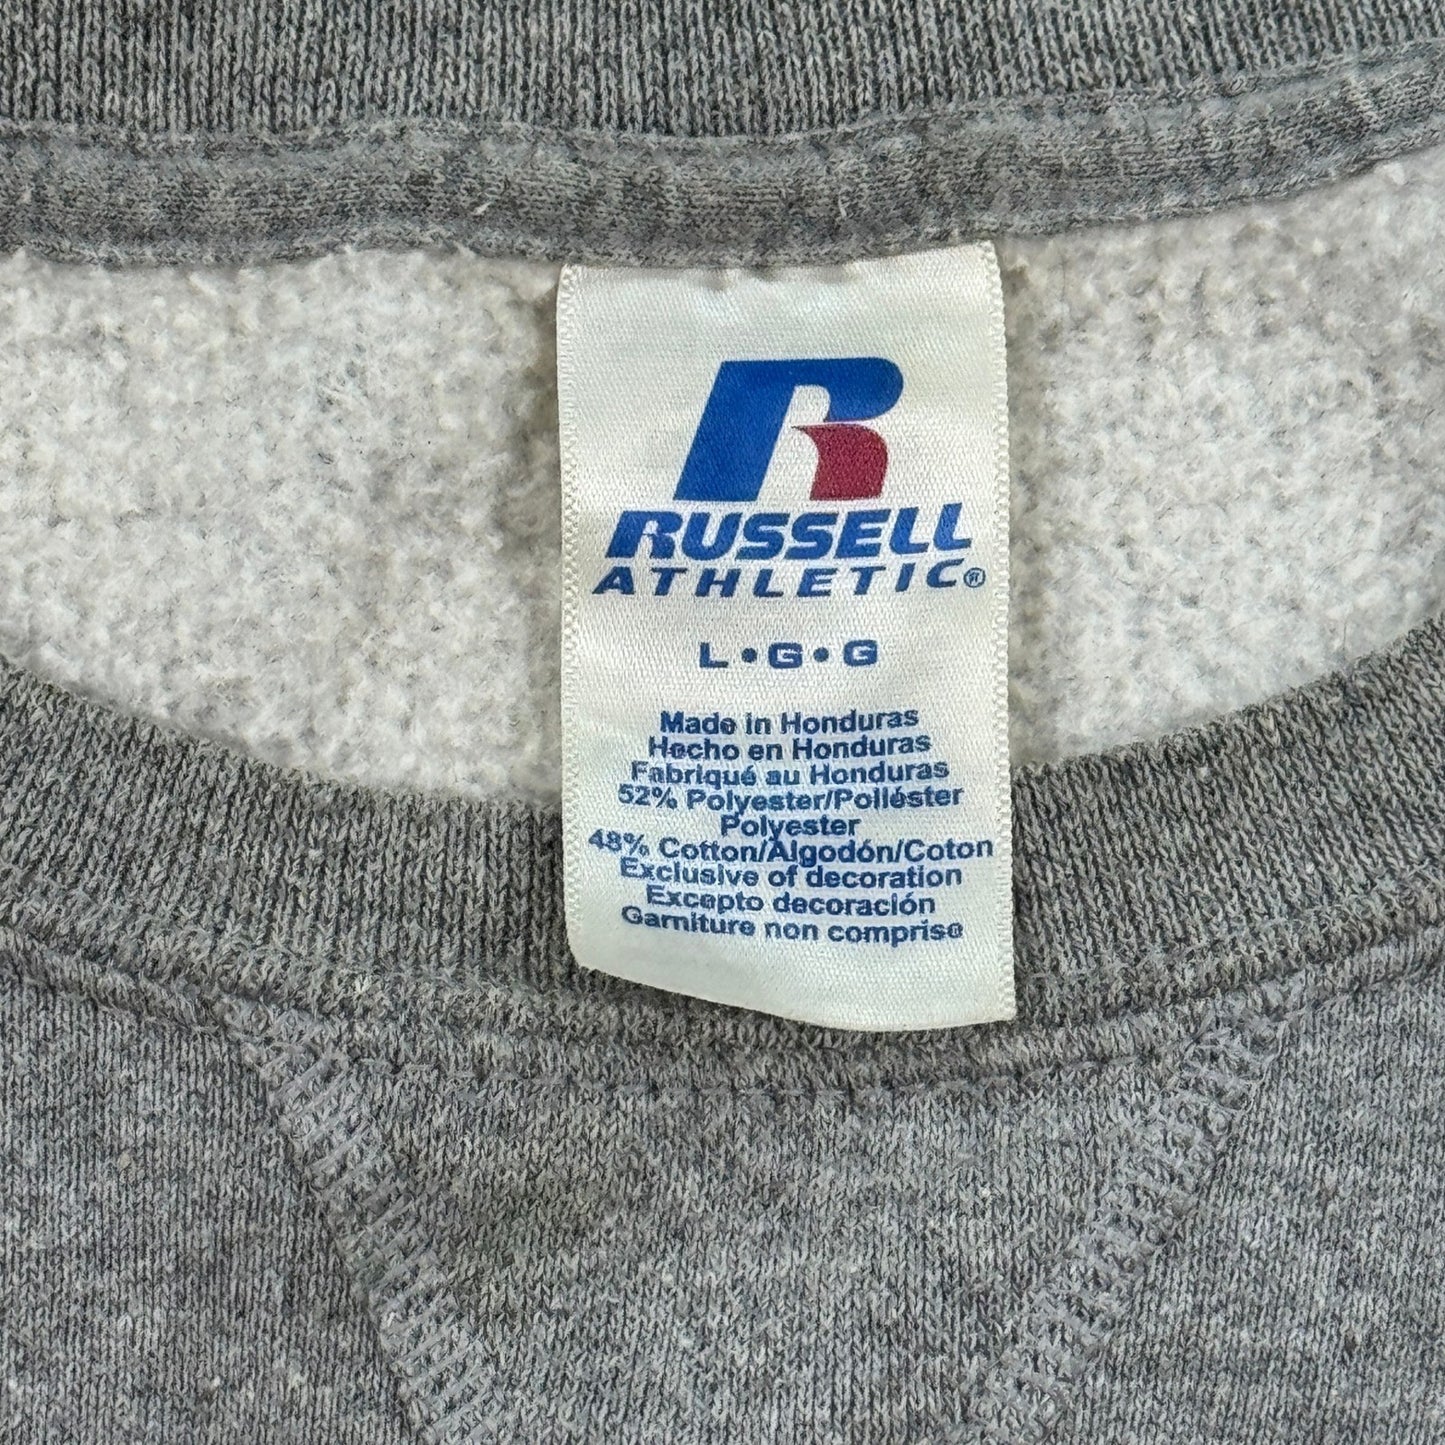 R
RUSSELL
ATHLETIC®
L•G•G
Made in Honduras
Hecho en Honduras
Fabriqué au Honduras
52% Polyester/Poliéster
Polyester
48% Cotton/Algodón/Coton
Exclusive of decoration
Excepto decoración
Garniture non comprise